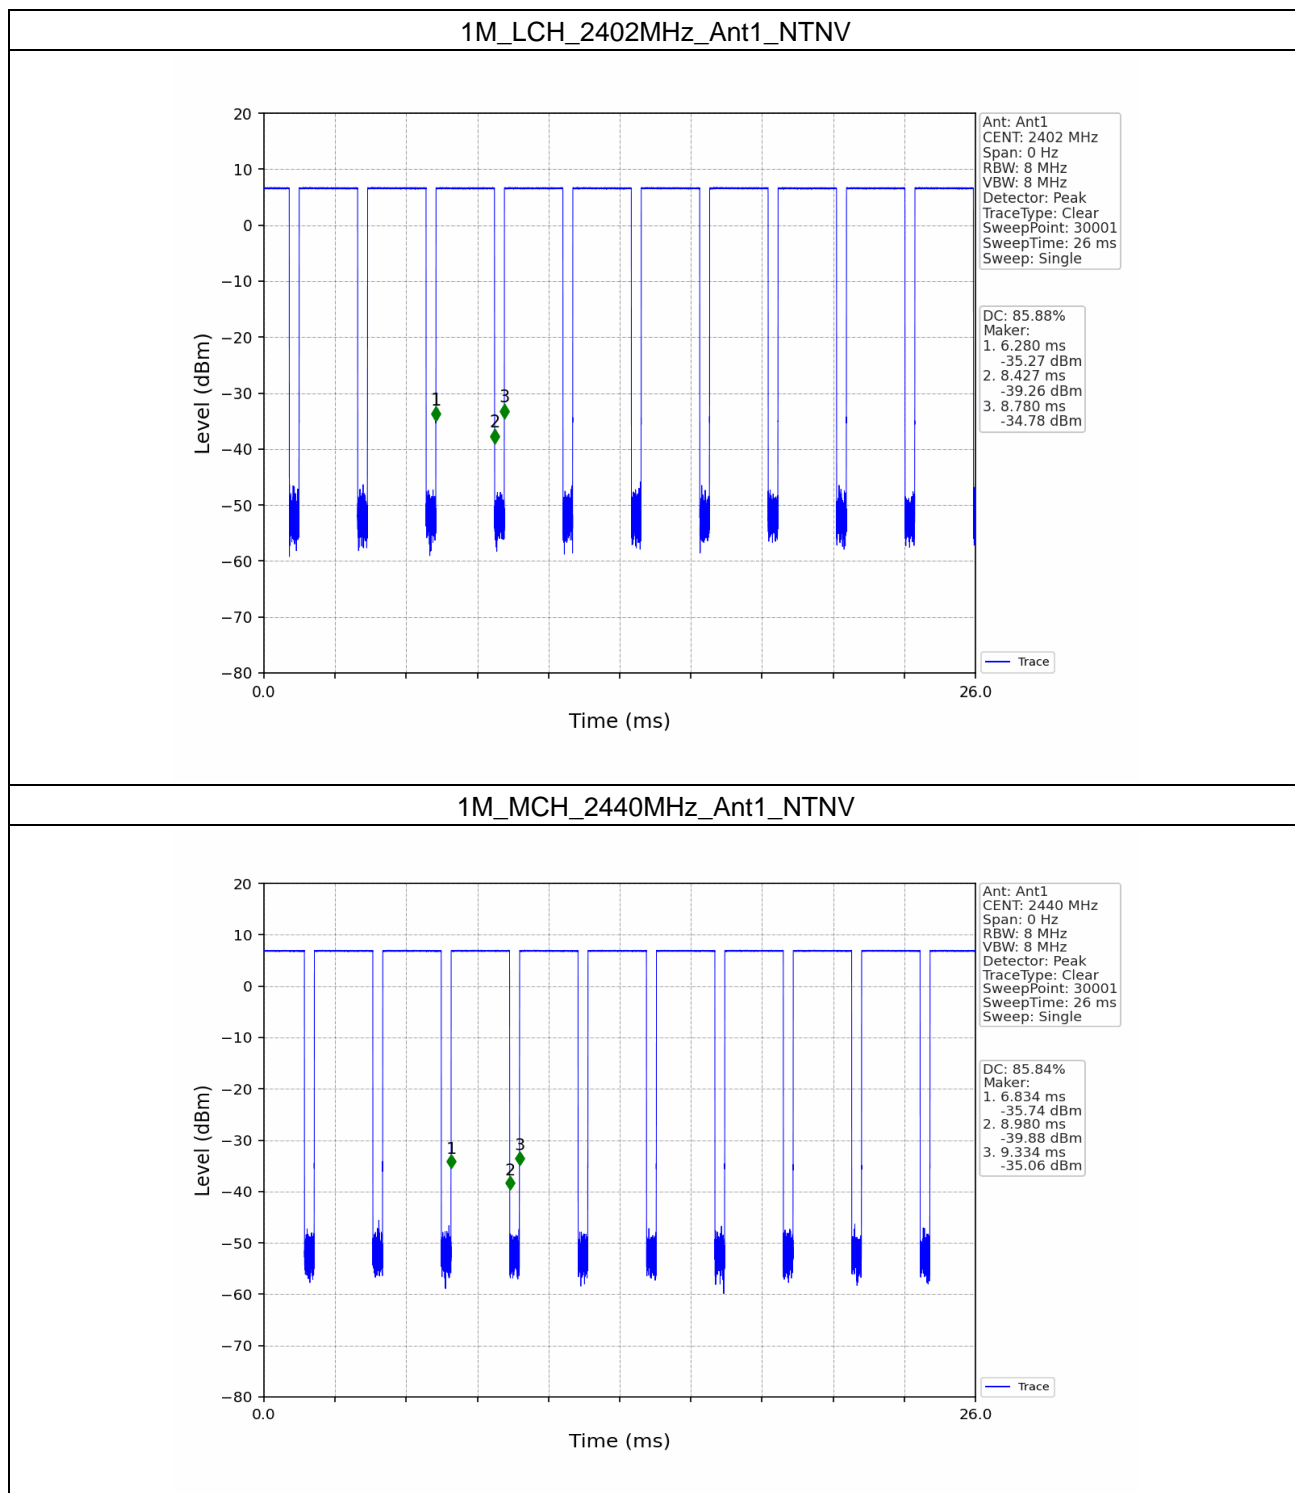 1M_LCH_2402MHz_Ant1_NTNV
20
10
0
−10
−20
−30
−40
−50
−60
−70
−80
Level (dBm)
1
2
3
0.0
26.0
Time (ms)
Ant: Ant1
CENT: 2402 MHz
Span: 0 Hz
RBW: 8 MHz
VBW: 8 MHz
Detector: Peak
TraceType: Clear
SweepPoint: 30001
SweepTime: 26 ms
Sweep: Single
DC: 85.88%
Maker:
1. 6.280 ms
-35.27 dBm
2. 8.427 ms
-39.26 dBm
3. 8.780 ms
-34.78 dBm
Trace
1M_MCH_2440MHz_Ant1_NTNV
20
10
0
−10
−20
−30
−40
−50
−60
−70
−80
Level (dBm)
1
2
3
0.0
26.0
Time (ms)
Ant: Ant1
CENT: 2440 MHz
Span: 0 Hz
RBW: 8 MHz
VBW: 8 MHz
Detector: Peak
TraceType: Clear
SweepPoint: 30001
SweepTime: 26 ms
Sweep: Single
DC: 85.84%
Maker:
1. 6.834 ms
-35.74 dBm
2. 8.980 ms
-39.88 dBm
3. 9.334 ms
-35.06 dBm
Trace